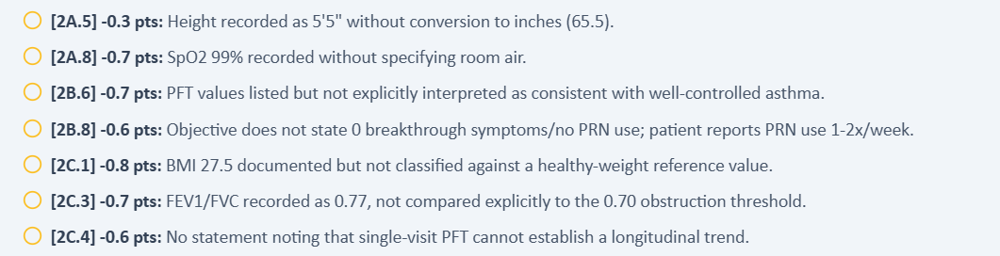 [2A.5] -0.3 pts: Height recorded as 5'5" without conversion to inches (65.5).
[2A.8] -0.7 pts: SpO2 99% recorded without specifying room air.
[2B.6] -0.7 pts: PFT values listed but not explicitly interpreted as consistent with well-controlled asthma.
[2B.8] -0.6 pts: Objective does not state 0 breakthrough symptoms/no PRN use; patient reports PRN use 1-2x/week.
[2C.1] -0.8 pts: BMI 27.5 documented but not classified against a healthy-weight reference value.
[2C.3] -0.7 pts: FEV1/FVC recorded as 0.77, not compared explicitly to the 0.70 obstruction threshold.
[2C.4] -0.6 pts: No statement noting that single-visit PFT cannot establish a longitudinal trend.